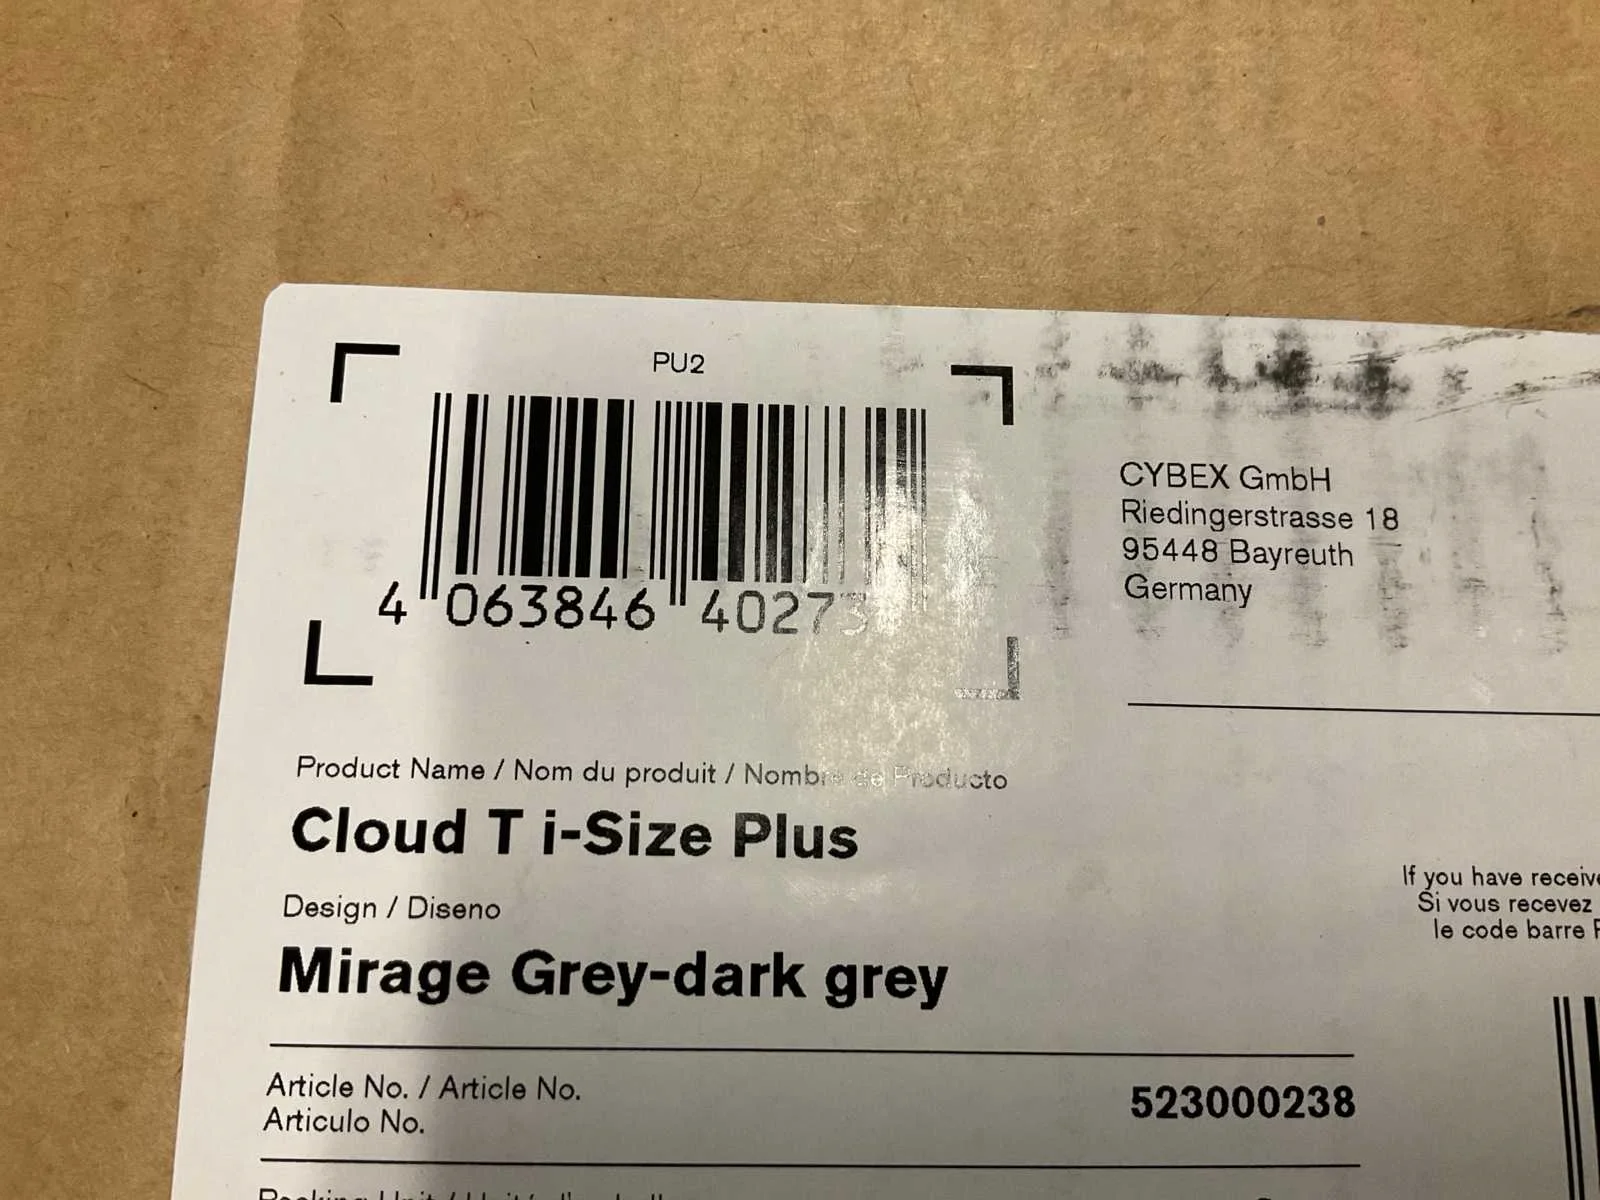 PU2
4 063846 40273
CYBEX GmbH
Riedingerstrasse 18
95448 Bayreuth
Germany
Product Name / Nom du produit / Nombre de Producto
Cloud T i-Size Plus
Design / Diseno
Mirage Grey-dark grey
Article No. / Article No.
Articulo No.
523000238
If you have
Si vous recevez
le code barre